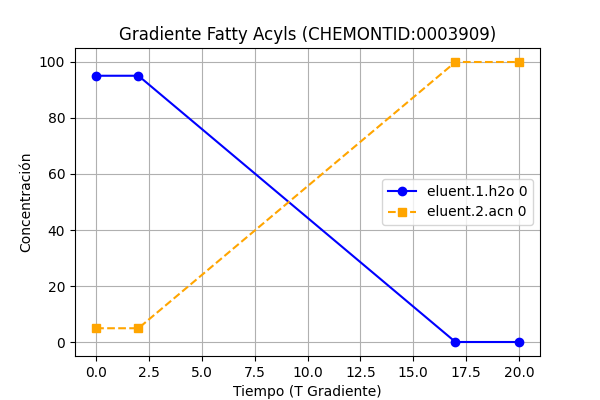 Gradiente Fatty Acyls (CHEMONTID:0003909)
Concentración
100
80
60
40
20
0
eluent.1.h2o 0
eluent.2.acn 0
0.0 2.5 5.0 7.5 10.0 12.5 15.0 17.5 20.0
Tiempo (T Gradiente)